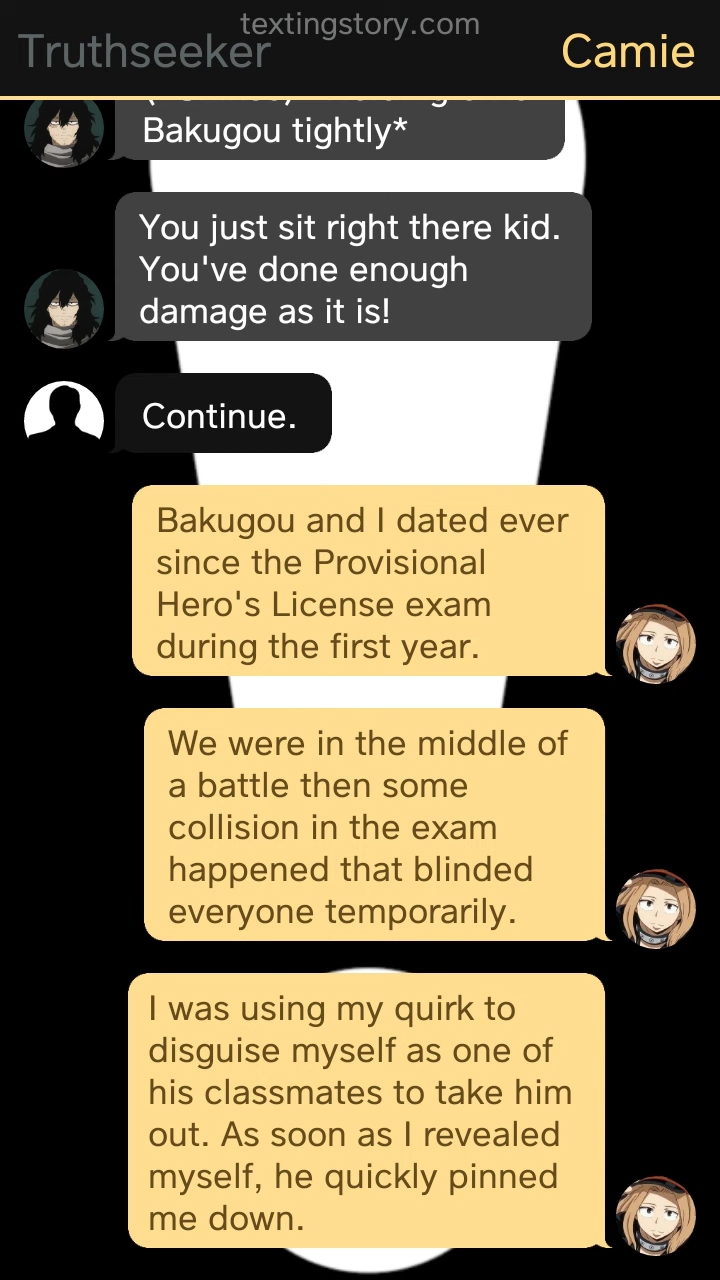 textingstory.com
Truthseeker
Camie
Bakugou tightly*
You just sit right there kid.
You've done enough
damage as it is!
Continue.
Bakugou and I dated ever
since the Provisional
Hero's License exam
during the first year.
We were in the middle of
a battle then some
collision in the exam
happened that blinded
everyone temporarily.
I was using my quirk to
disguise myself as one of
his classmates to take him
out. As soon as I revealed
myself, he quickly pinned
me down.